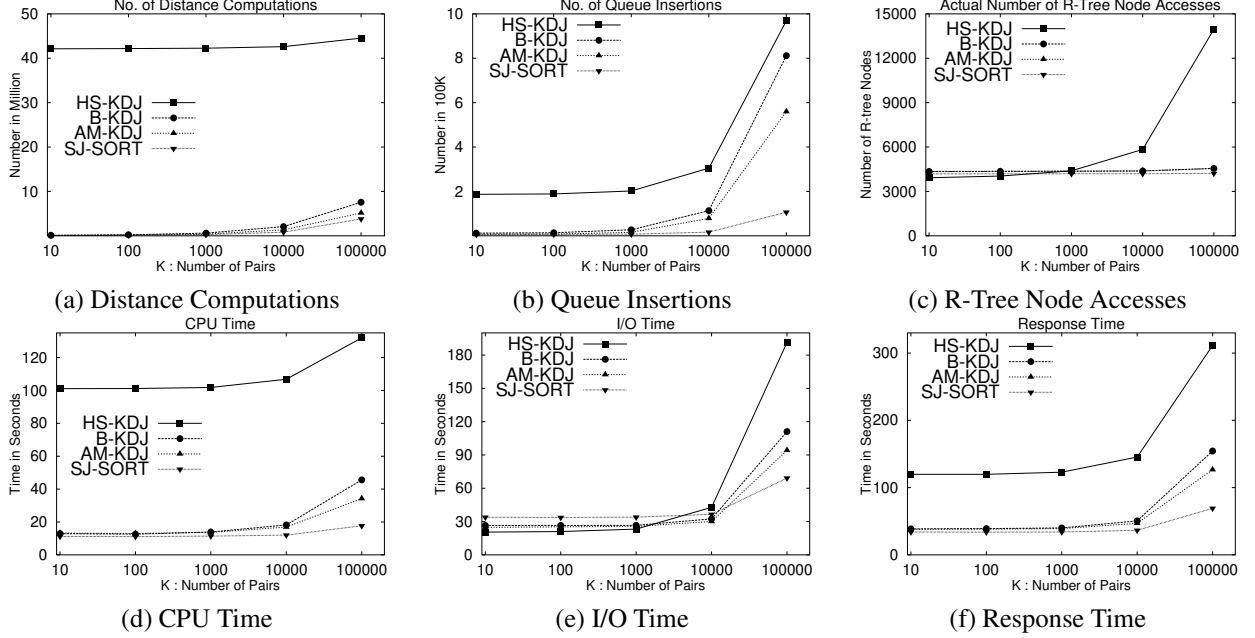 No. of Distance Computations
50
40
30
20
10
Number in Million
HS-KDJ
B-KDJ
AM-KDJ
SJ-SORT
10 100 1000 10000 100000
K : Number of Pairs
(a) Distance Computations
No. of Queue Insertions
10
8
6
4
2
Number in 100K
HS-KDJ
B-KDJ
AM-KDJ
SJ-SORT
10 100 1000 10000 100000
K : Number of Pairs
(b) Queue Insertions
Actual Number of R-Tree Node Accesses
15000
12000
9000
6000
3000
0
Number of R-tree Nodes
HS-KDJ
B-KDJ
AM-KDJ
SJ-SORT
10 100 1000 10000 100000
K : Number of Pairs
(c) R-Tree Node Accesses
CPU Time
120
100
80
60
40
20
0
Time in Seconds
HS-KDJ
B-KDJ
AM-KDJ
SJ-SORT
10 100 1000 10000 100000
K : Number of Pairs
(d) CPU Time
I/O Time
180
150
120
90
60
30
0
Time in Seconds
HS-KDJ
B-KDJ
AM-KDJ
SJ-SORT
10 100 1000 10000 100000
K : Number of Pairs
(e) I/O Time
Response Time
300
200
100
0
Time in Seconds
HS-KDJ
B-KDJ
AM-KDJ
SJ-SORT
10 100 1000 10000 100000
K : Number of Pairs
(f) Response Time